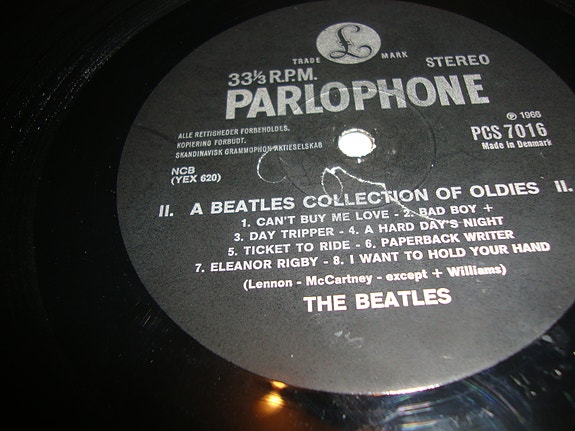 £
TRADE MARK
STEREO
33⅓ R.P.M.
PARLOPHONE
ALLE RETTIGHEDER FORBEHOLDES.
KOPIERING FORBUDT.
SKANDINAVISK GRAMMOPHON AKTIESELSKAB
℗ 1966
PCS 7016
Made in Denmark
NCB
(YEX 620)
II. A BEATLES COLLECTION OF OLDIES II.
1. CAN'T BUY ME LOVE - 2. BAD BOY +
3. DAY TRIPPER - 4. A HARD DAY'S NIGHT
5. TICKET TO RIDE - 6. PAPERBACK WRITER
7. ELEANOR RIGBY - 8. I WANT TO HOLD YOUR HAND
(Lennon - McCartney - except + Williams)
THE BEATLES